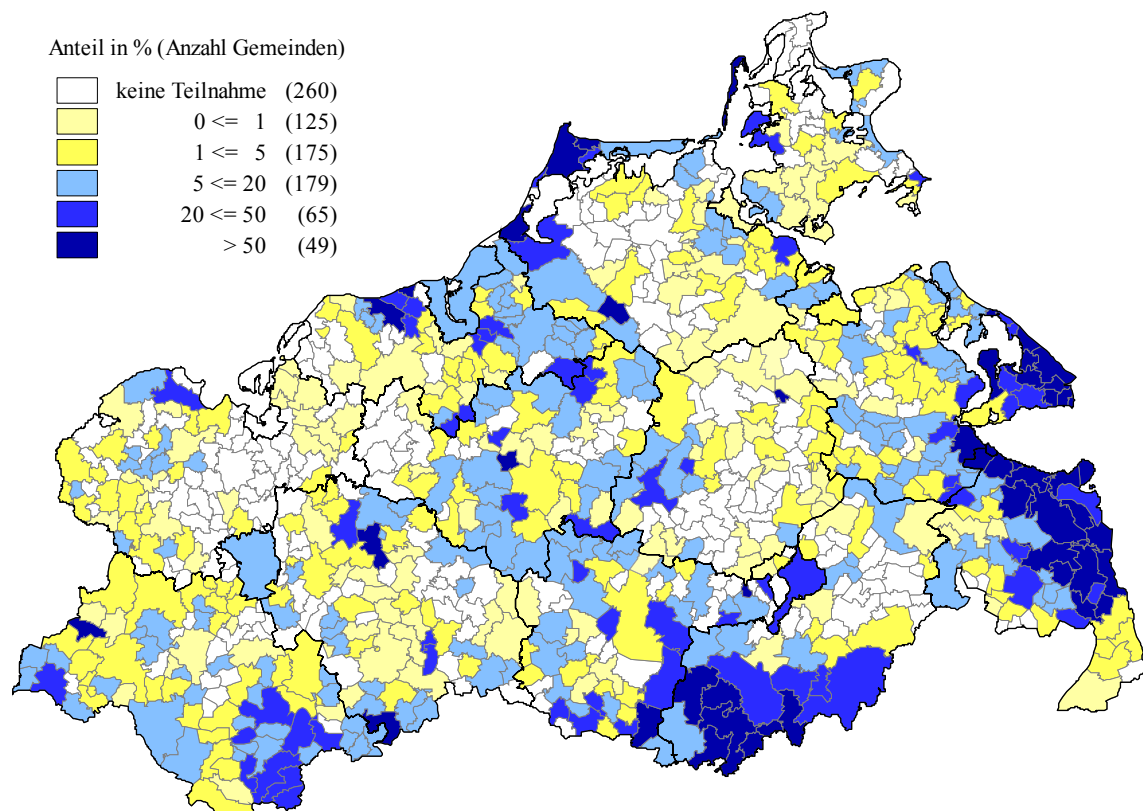 Anteil in % (Anzahl Gemeinden)
keine Teilnahme (260)
0 <= 1 (125)
1 <= 5 (175)
5 <= 20 (179)
20 <= 50 (65)
> 50 (49)